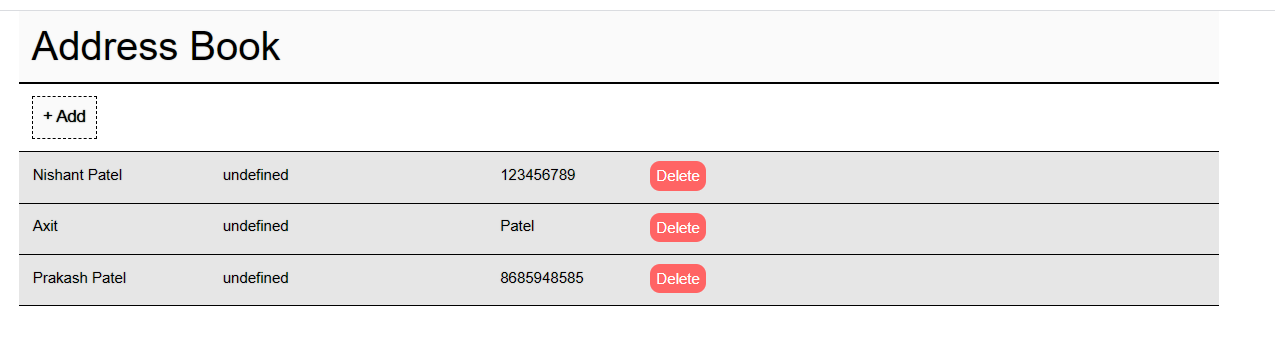 Address Book
+ Add
Nishant Patel undefined 123456789 Delete
Axit undefined Patel Delete
Prakash Patel undefined 8685948585 Delete